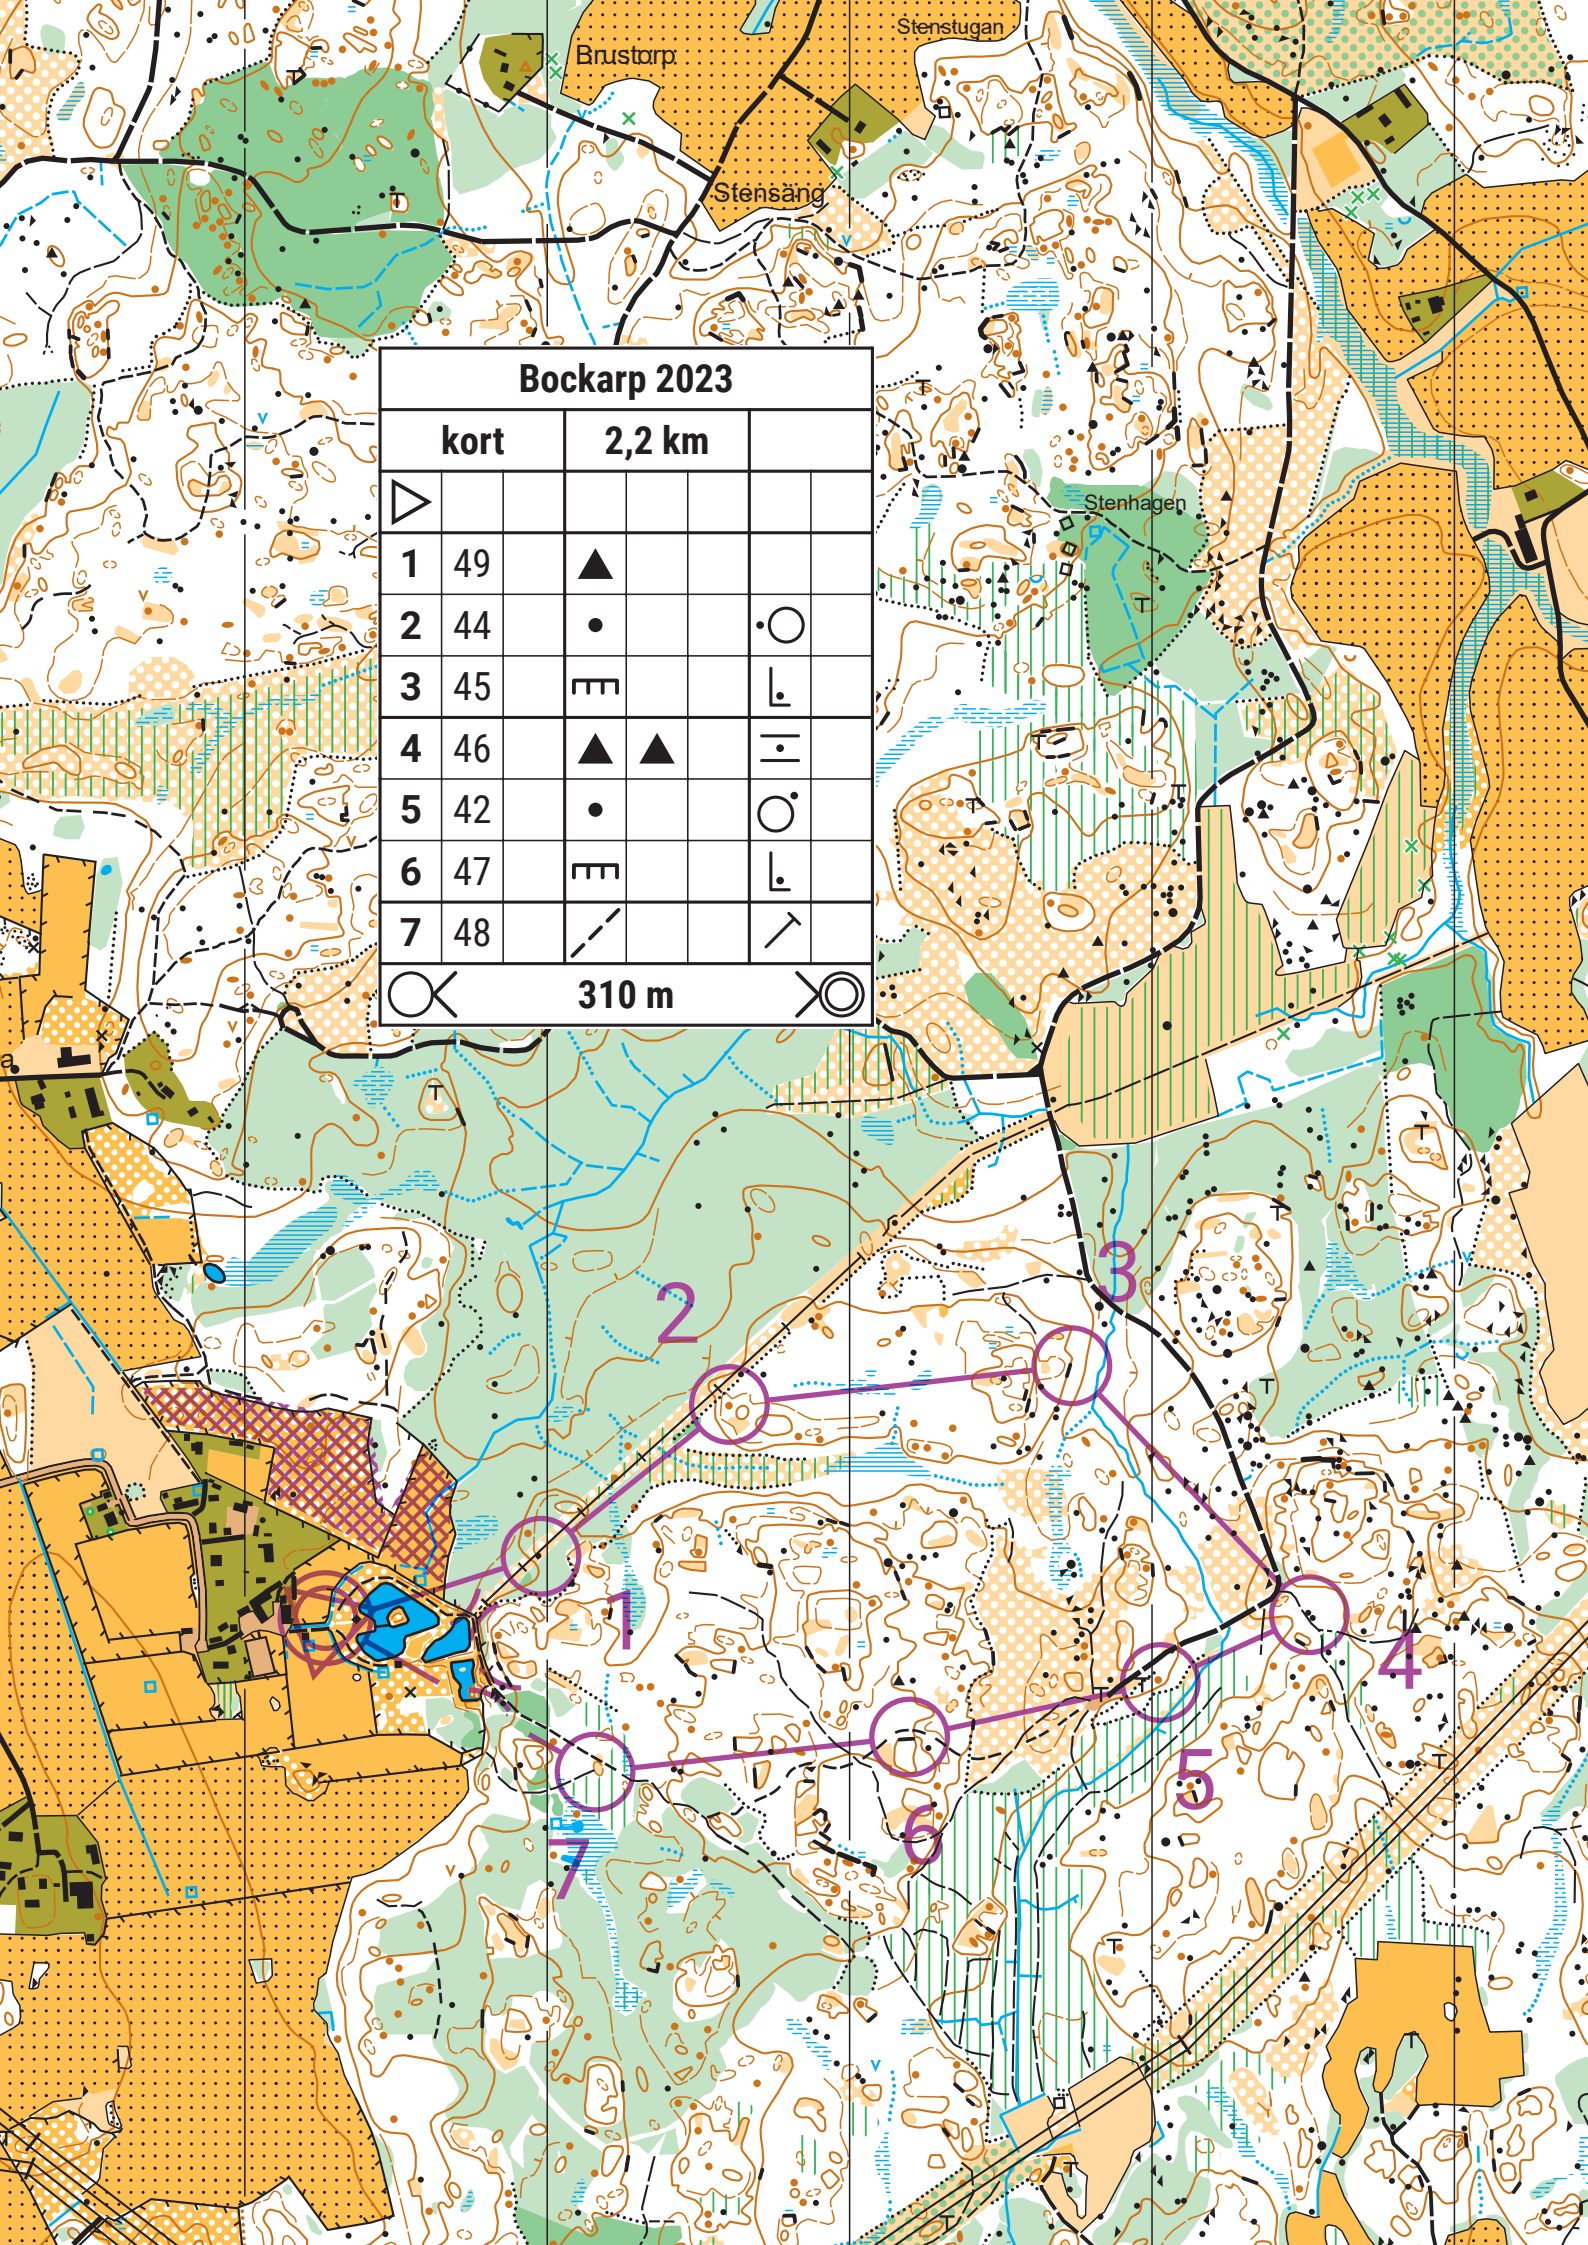 Stenstugan
Brustorp
Stensäng
Bockarp 2023
kort 2,2 km
1 49
2 44
3 45
4 46
5 42
6 47
7 48
310 m
Stenhagen
a
3
2
1
4
5
6
7